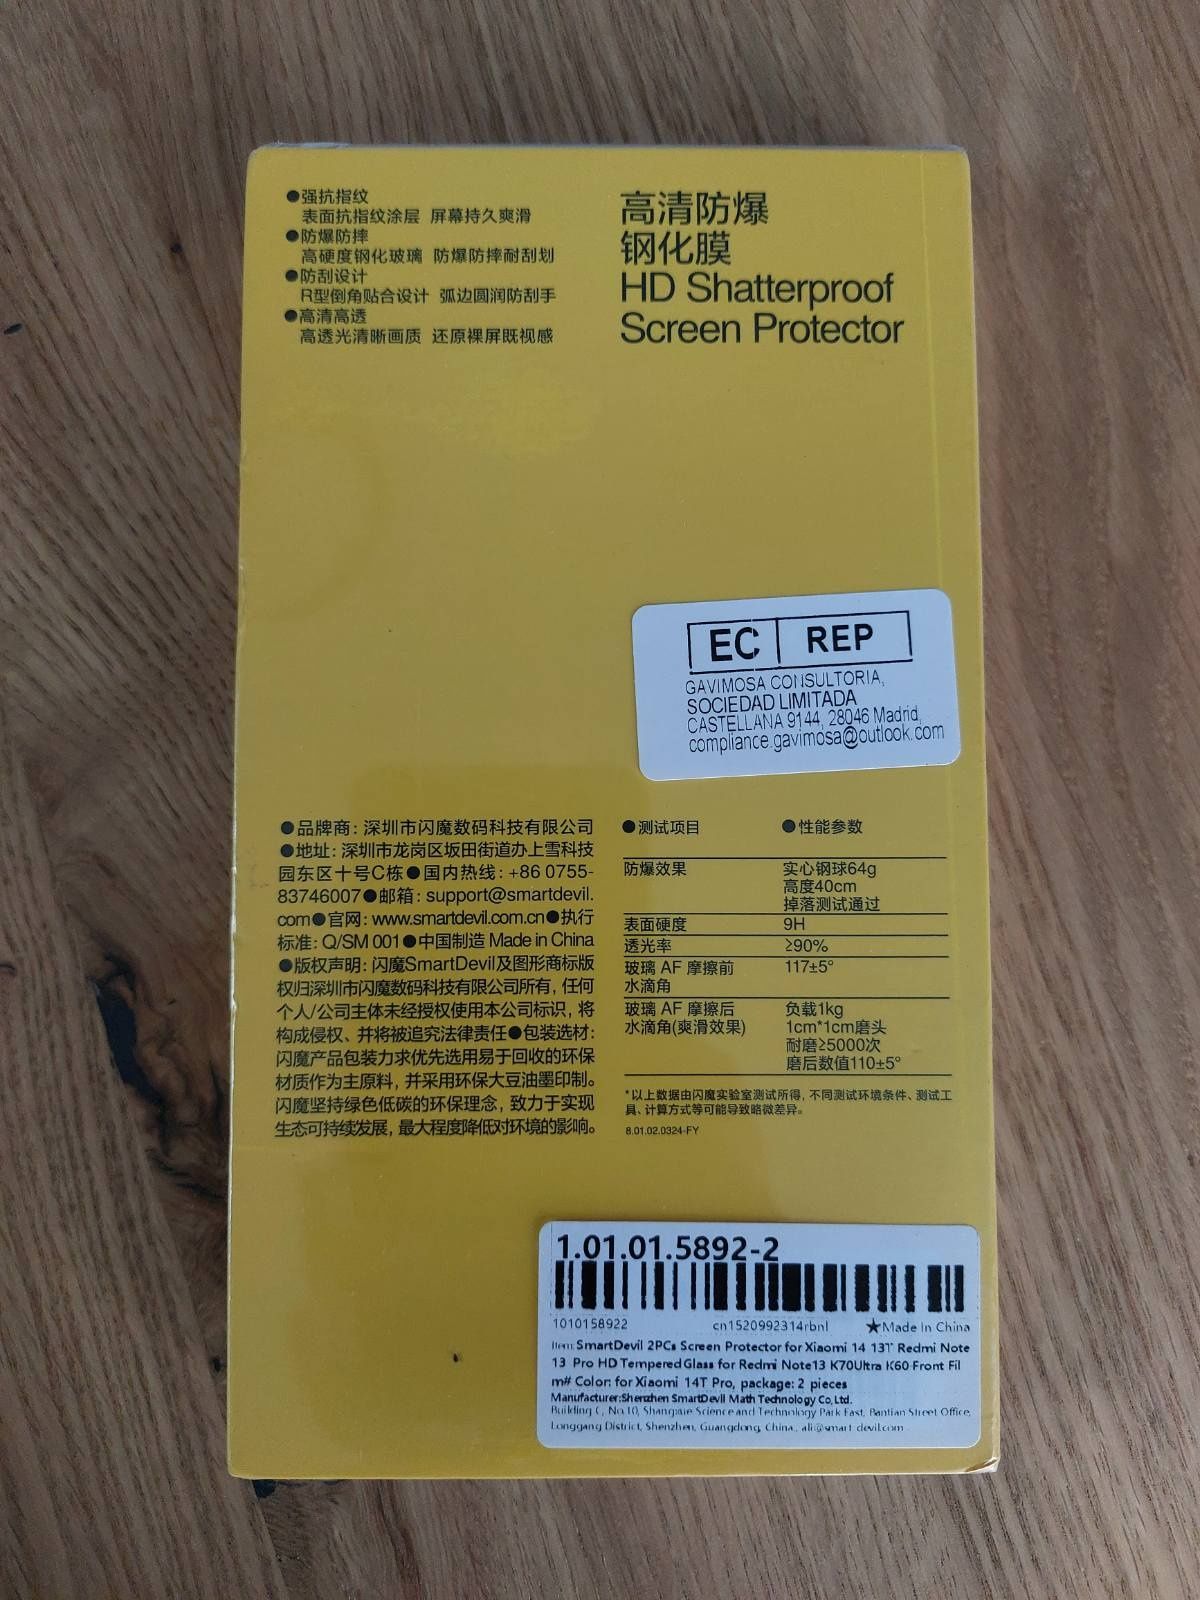 ●强抗指纹
表面抗指纹涂层 屏幕持久爽滑
●防爆防摔
高硬度钢化玻璃 防爆防摔耐刮划
●防刮设计
R型倒角贴合设计 弧边圆润防刮手
●高清高透
高透光清晰画质 还原裸屏既视感
高清防爆
钢化膜
HD Shatterproof
Screen Protector
EC REP
GAVIMOSA CONSULTORIA,
SOCIEDAD LIMITADA
CASTELLANA 9144, 28046 Madrid,
compliance.gavimosa@outlook.com
●品牌商：深圳市闪魔数码科技有限公司
●地址：深圳市龙岗区坂田街道办上雪科技
园东区十号C栋●国内热线：+86 0755-
83746007●邮箱：support@smartdevil.
com●官网：www.smartdevil.com.cn●执行
标准：Q/SM 001●中国制造 Made in China
●版权声明：闪魔SmartDevil及图形商标版
权归深圳市闪魔数码科技有限公司所有，任何
个人/公司主体未经授权使用本公司标识，将
构成侵权、并将被追究法律责任●包装选材：
闪魔产品包装力求优先选用易于回收的环保
材质作为主原料，并采用环保大豆油墨印制。
闪魔坚持绿色低碳的环保理念，致力于实现
生态可持续发展，最大程度降低对环境的影响。
●测试项目 ●性能参数
防爆效果 实心钢球64g
高度40cm
掉落测试通过
表面硬度 9H
透光率 ≥90%
玻璃 AF 摩擦前 117±5°
水滴角
玻璃 AF 摩擦后 负载1kg
水滴角(爽滑效果) 1cm*1cm磨头
耐磨≥5000次
磨后数值110±5°
*以上数据由闪魔实验室测试所得，不同测试环境条件、测试工
具、计算方式等可能导致略微差异。
8.01.02.0324-FY
1.01.01.5892-2
1010158922 cn1520992314rbnl ★Made In China
Item:SmartDevil 2PCs Screen Protector for Xiaomi 14 13T Redmi Note
13 Pro HD Tempered Glass for Redmi Note13 K70Ultra K60 Front Fil
m# Color: for Xiaomi 14T Pro, package: 2 pieces
Manufacturer:Shenzhen SmartDevil Math Technology Co,Ltd.
Building C, No.10, Shangxue Science and Technology Park East, Bantian Street Office,
Longgang District, Shenzhen, Guangdong, China., ali@smart-devil.com